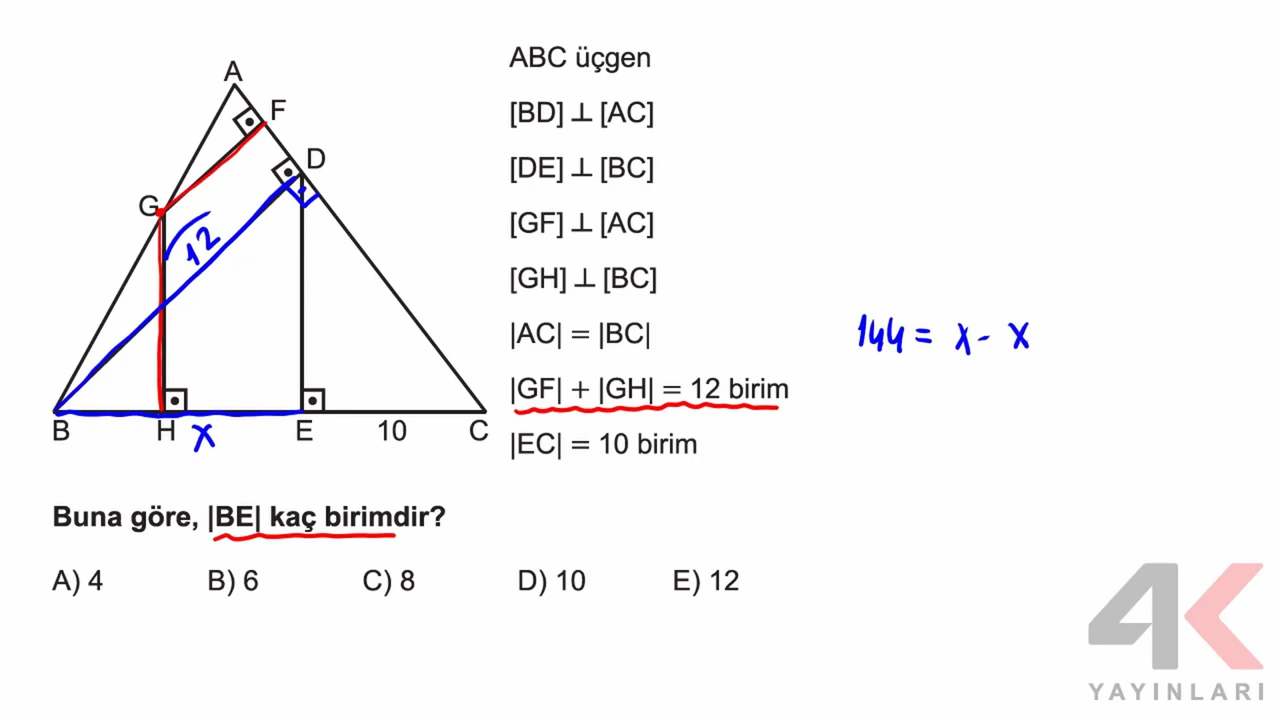 A
F
D
G
12
B H E 10 C
x
ABC üçgen
[BD] ⊥ [AC]
[DE] ⊥ [BC]
[GF] ⊥ [AC]
[GH] ⊥ [BC]
|AC| = |BC|
|GF| + |GH| = 12 birim
|EC| = 10 birim
144 = x - x
Buna göre, |BE| kaç birimdir?
A) 4 B) 6 C) 8 D) 10 E) 12
4K
YAYINLARI